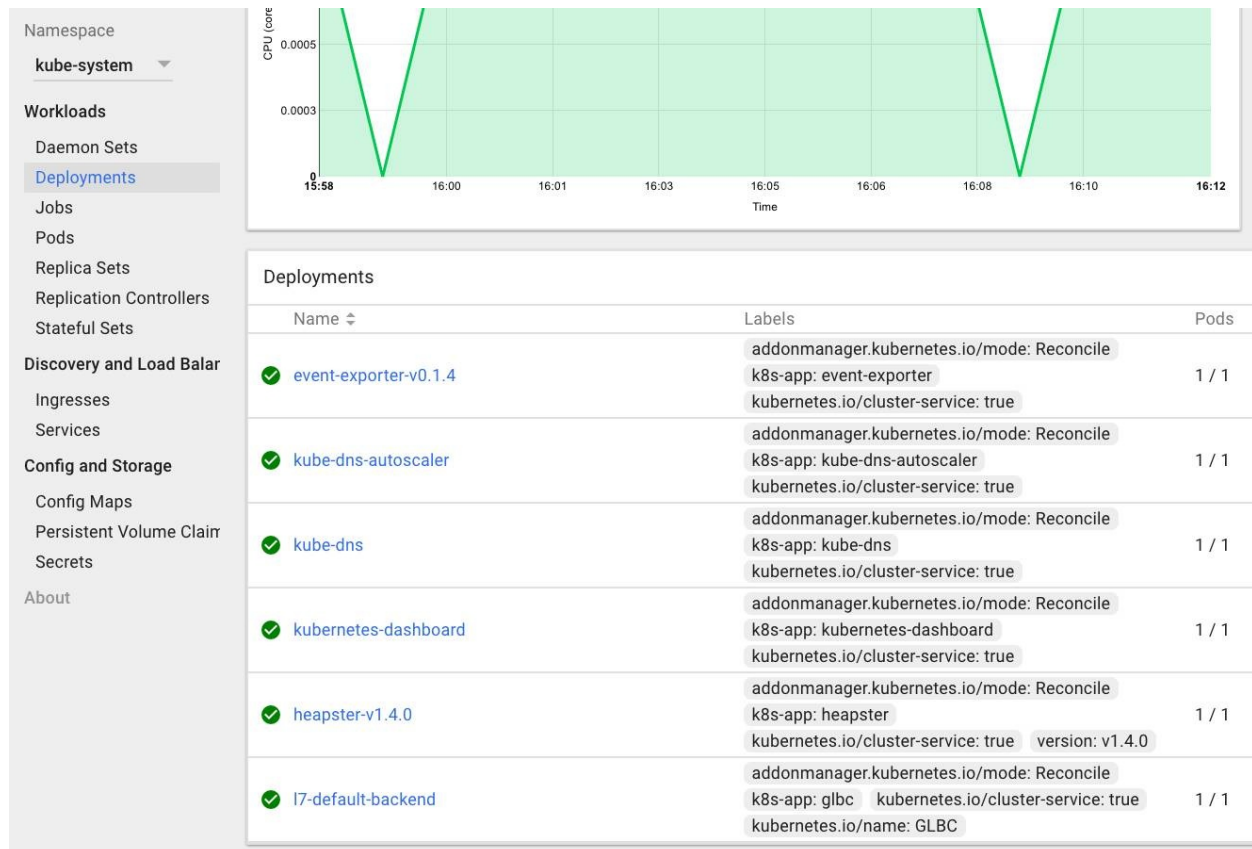 Namespace
kube-system
Workloads
Daemon Sets
Deployments
Jobs
Pods
Replica Sets
Replication Controllers
Stateful Sets
Discovery and Load Balar
Ingresses
Services
Config and Storage
Config Maps
Persistent Volume Claim
Secrets
About
CPU (core
0.0005
0.0003
0
15:58 16:00 16:01 16:03 16:05 16:06 16:08 16:10 16:12
Time
Deployments
Name Labels Pods
addonmanager.kubernetes.io/mode: Reconcile
event-exporter-v0.1.4 k8s-app: event-exporter 1 / 1
kubernetes.io/cluster-service: true
addonmanager.kubernetes.io/mode: Reconcile
kube-dns-autoscaler k8s-app: kube-dns-autoscaler 1 / 1
kubernetes.io/cluster-service: true
addonmanager.kubernetes.io/mode: Reconcile
kube-dns k8s-app: kube-dns 1 / 1
kubernetes.io/cluster-service: true
addonmanager.kubernetes.io/mode: Reconcile
kubernetes-dashboard k8s-app: kubernetes-dashboard 1 / 1
kubernetes.io/cluster-service: true
addonmanager.kubernetes.io/mode: Reconcile
heapster-v1.4.0 k8s-app: heapster 1 / 1
kubernetes.io/cluster-service: true version: v1.4.0
addonmanager.kubernetes.io/mode: Reconcile
l7-default-backend k8s-app: glbc kubernetes.io/cluster-service: true 1 / 1
kubernetes.io/name: GLBC